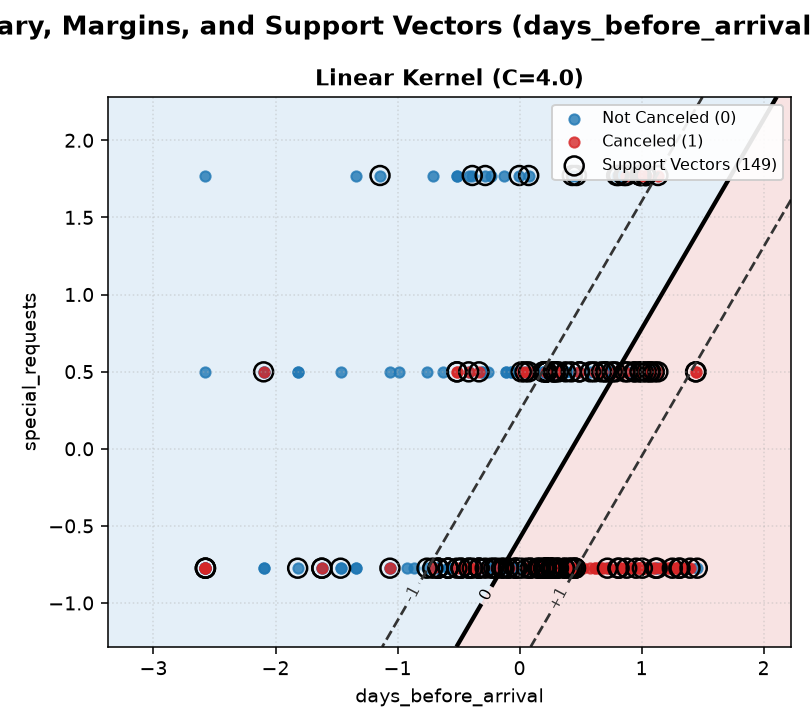 ary, Margins, and Support Vectors (days_before_arrival
Linear Kernel (C=4.0)
Not Canceled (0)
Canceled (1)
Support Vectors (149)
special_requests
2.0
1.5
1.0
0.5
0.0
−0.5
−1.0
-1
0
+1
−3
−2
−1
0
1
2
days_before_arrival